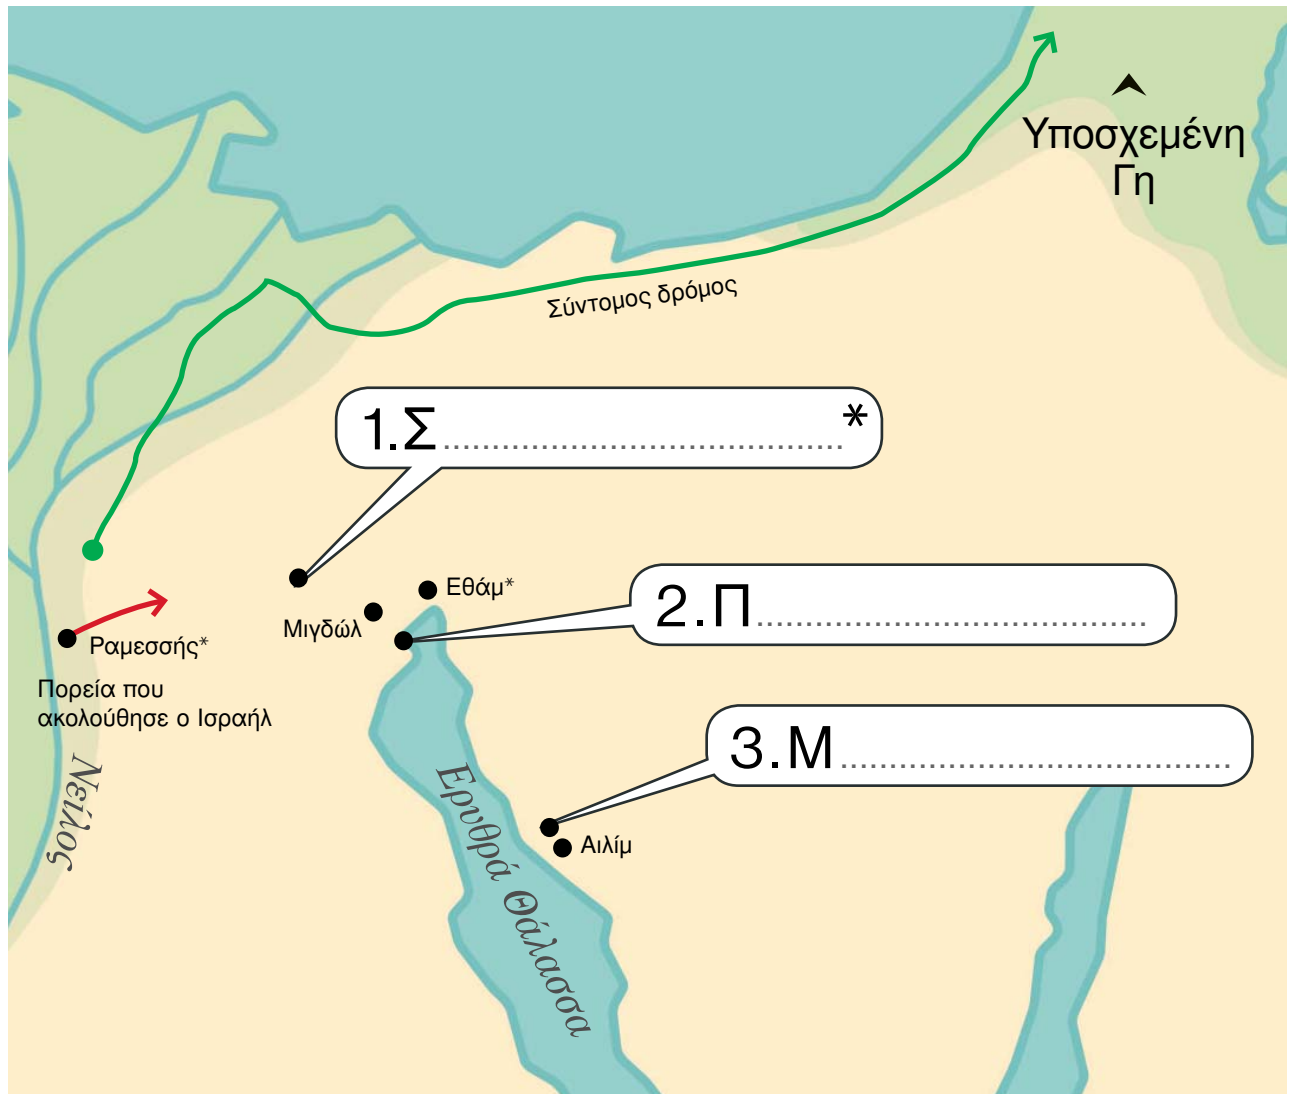 Υποσχεμένη
Γη
Σύντομος δρόμος
1.Σ........................................*
Εθάμ*
2.Π........................................
Μιγδώλ
Ραμεσσής*
Πορεία που
ακολούθησε ο Ισραήλ
3.Μ........................................
Νείλος
Ερυθρά Θάλασσα
Αιλίμ